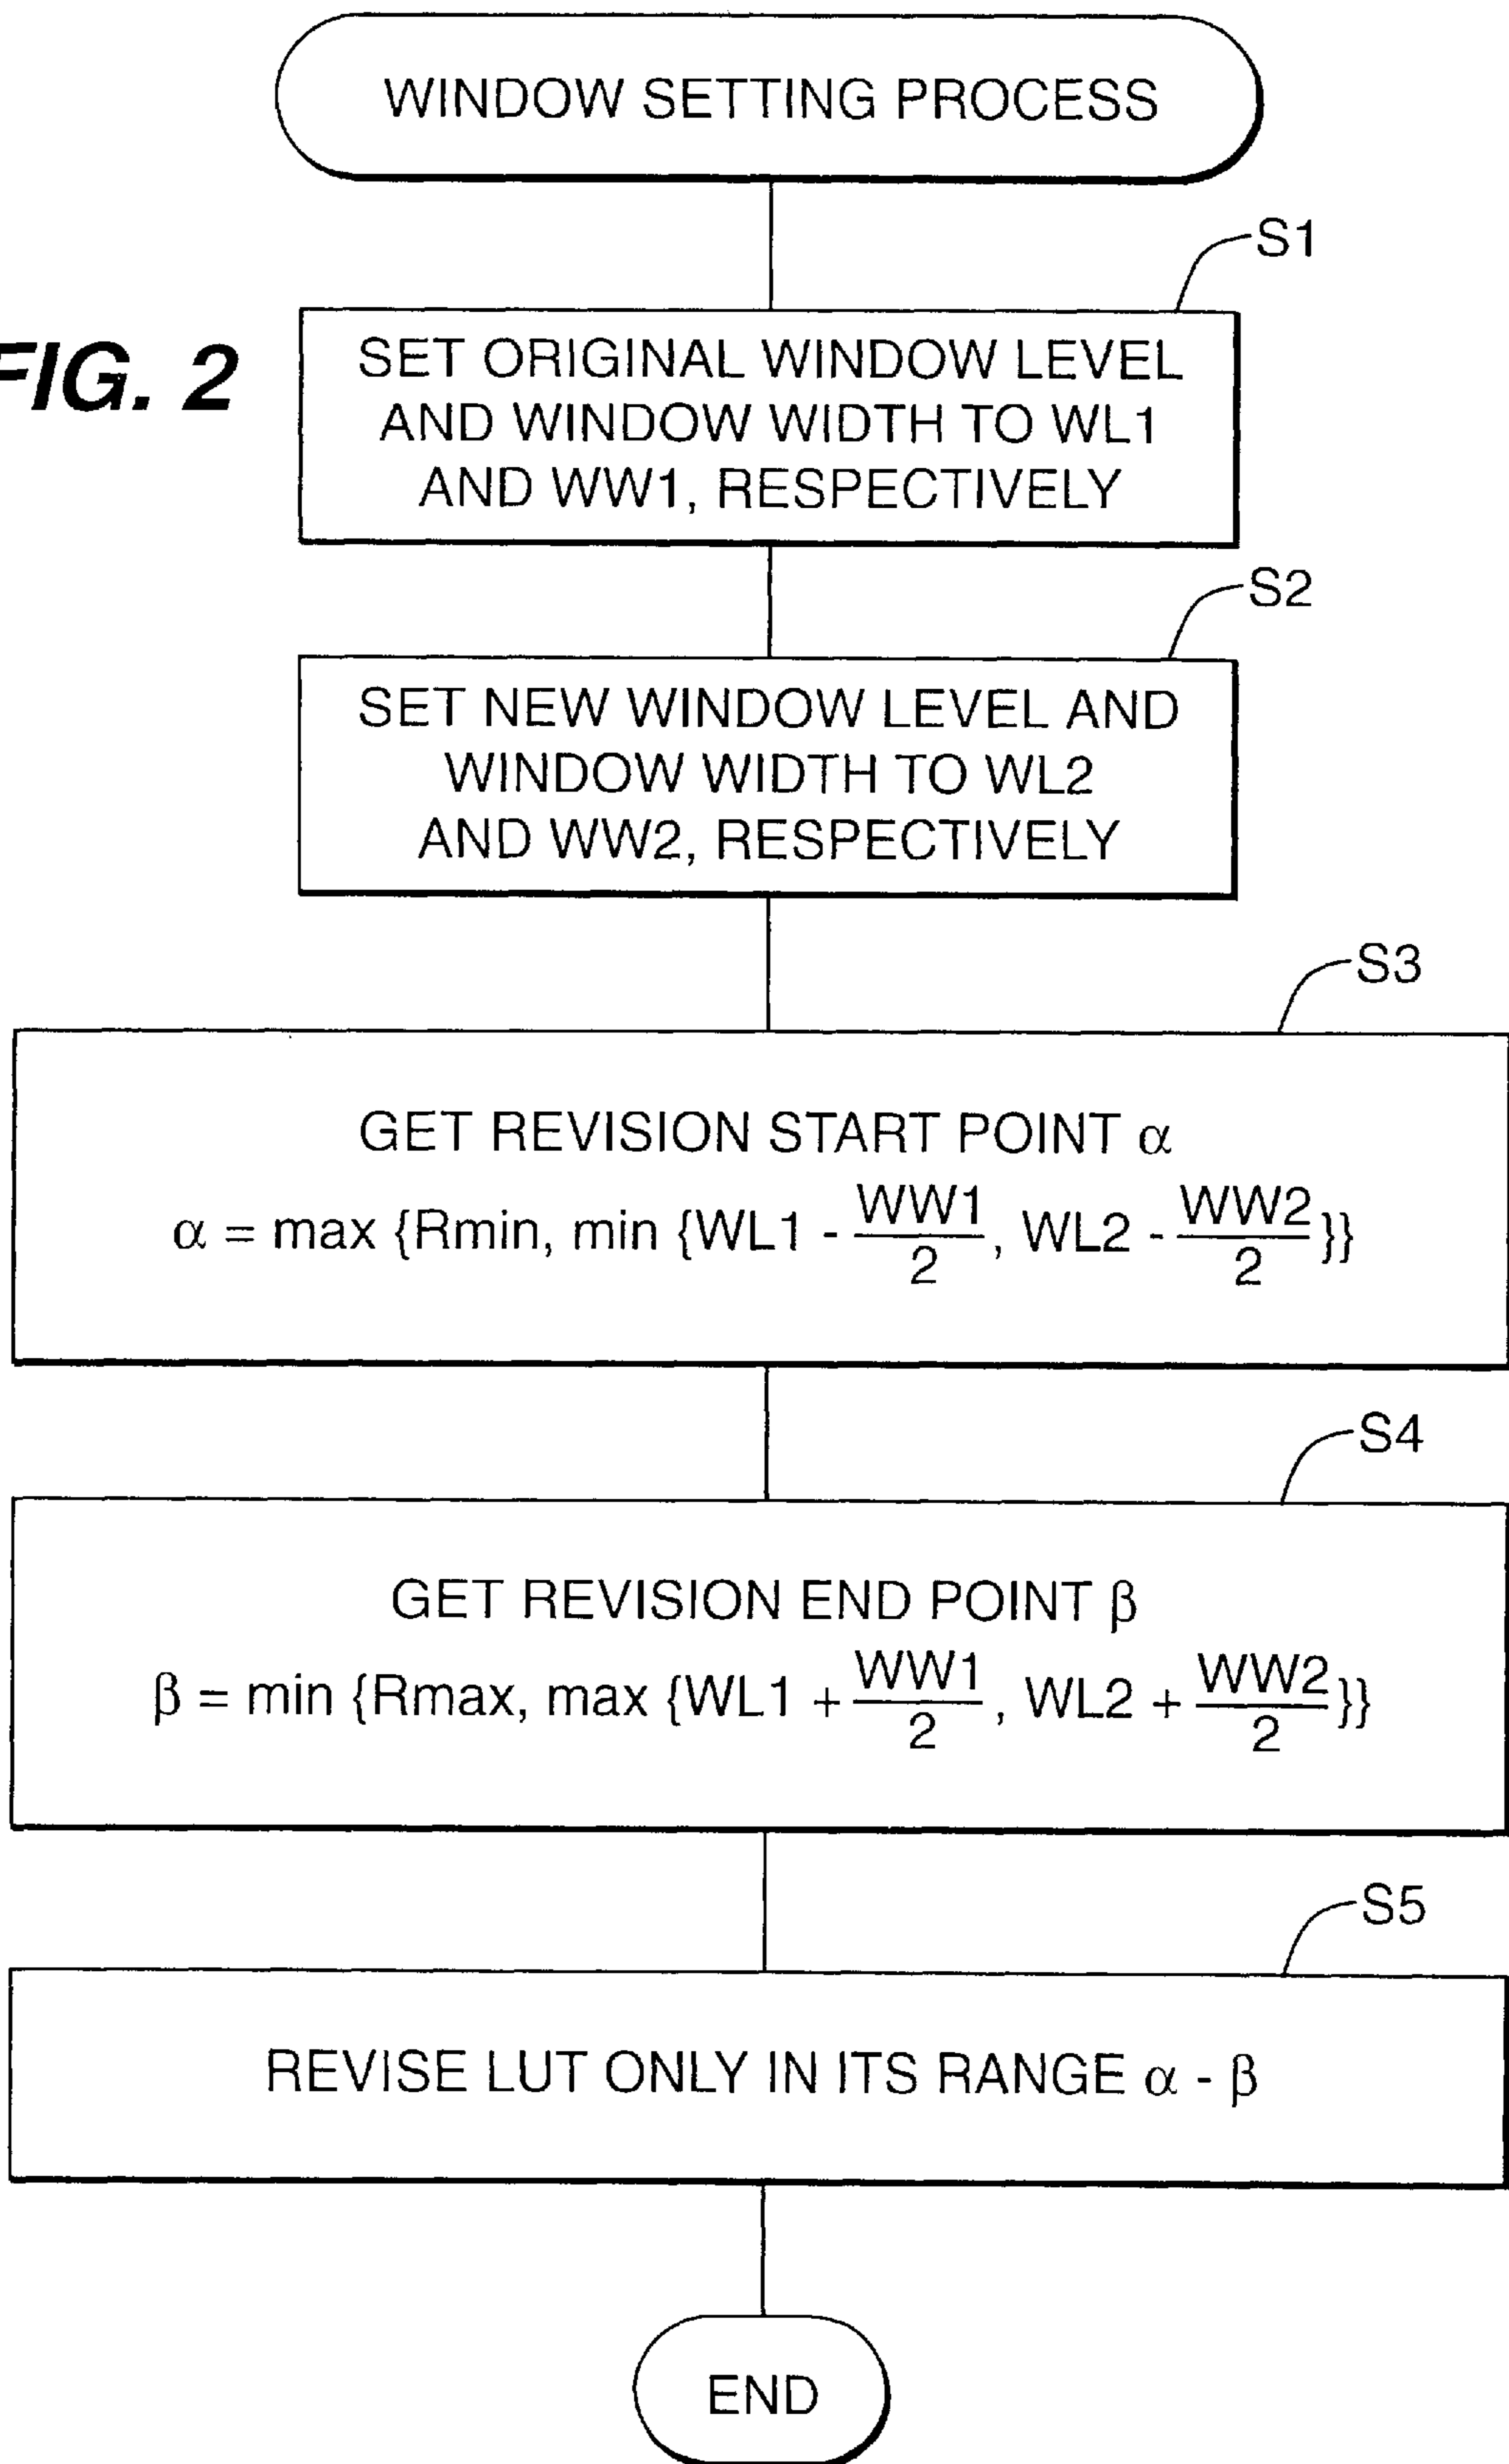 WINDOW SETTING PROCESS
S1
FIG. 2
SET ORIGINAL WINDOW LEVEL
AND WINDOW WIDTH TO WL1
AND WW1, RESPECTIVELY
S2
SET NEW WINDOW LEVEL AND
WINDOW WIDTH TO WL2
AND WW2, RESPECTIVELY
S3
GET REVISION START POINT α
α = max {Rmin, min {WL1 - WW1/2, WL2 - WW2/2}}
S4
GET REVISION END POINT β
β = min {Rmax, max {WL1 + WW1/2, WL2 + WW2/2}}
S5
REVISE LUT ONLY IN ITS RANGE α - β
END